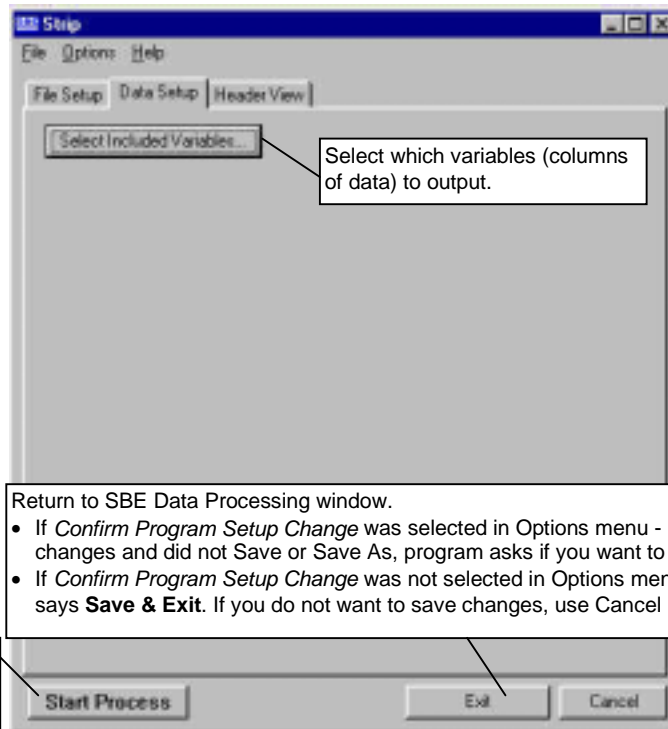 Strip
File Options Help
File Setup Data Setup Header View
Select Included Variables...
Select which variables (columns
of data) to output.
Return to SBE Data Processing window.
• If Confirm Program Setup Change was selected in Options menu -
changes and did not Save or Save As, program asks if you want to
• If Confirm Program Setup Change was not selected in Options
says Save & Exit. If you do not want to save changes, use Cancel
Start Process Exit Cancel